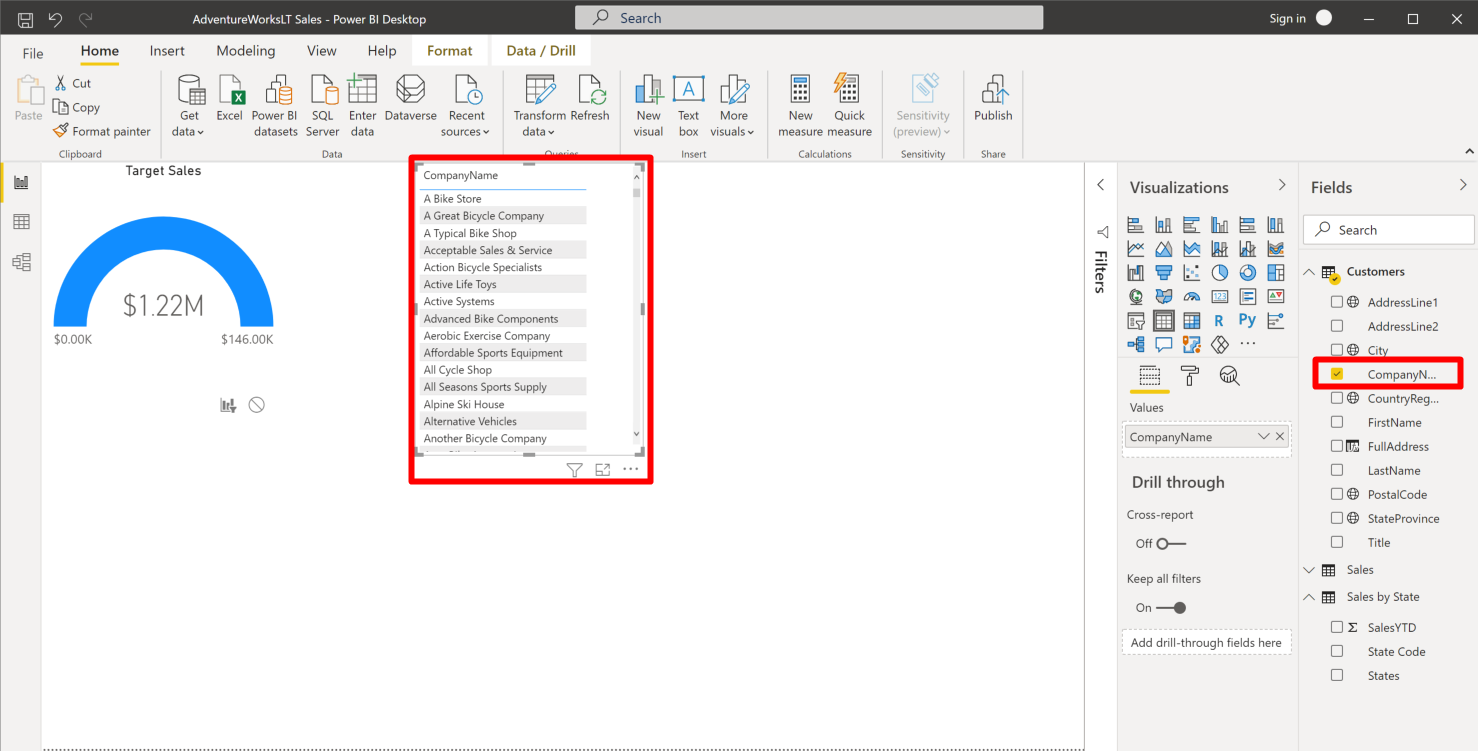 AdventureWorksLT Sales - Power BI Desktop
Search
Sign in
File
Home
Insert
Modeling
View
Help
Format
Data / Drill
Paste
Cut
Copy
Format painter
Clipboard
Get data
Excel
Power BI datasets
SQL Server
Enter data
Dataverse
Recent sources
Data
Transform data
Refresh
Queries
New visual
Text box
More visuals
Insert
New measure
Quick measure
Calculations
Sensitivity (preview)
Sensitivity
Publish
Share
Target Sales
$1.22M
$0.00K
$146.00K
CompanyName
A Bike Store
A Great Bicycle Company
A Typical Bike Shop
Acceptable Sales & Service
Action Bicycle Specialists
Active Life Toys
Active Systems
Advanced Bike Components
Aerobic Exercise Company
Affordable Sports Equipment
All Cycle Shop
All Seasons Sports Supply
Alpine Ski House
Alternative Vehicles
Another Bicycle Company
Filters
Visualizations
123
R
Py
Values
CompanyName
Drill through
Cross-report
Off
Keep all filters
On
Add drill-through fields here
Fields
Search
Customers
AddressLine1
AddressLine2
City
CompanyN...
CountryReg...
FirstName
FullAddress
LastName
PostalCode
StateProvince
Title
Sales
Sales by State
SalesYTD
State Code
States